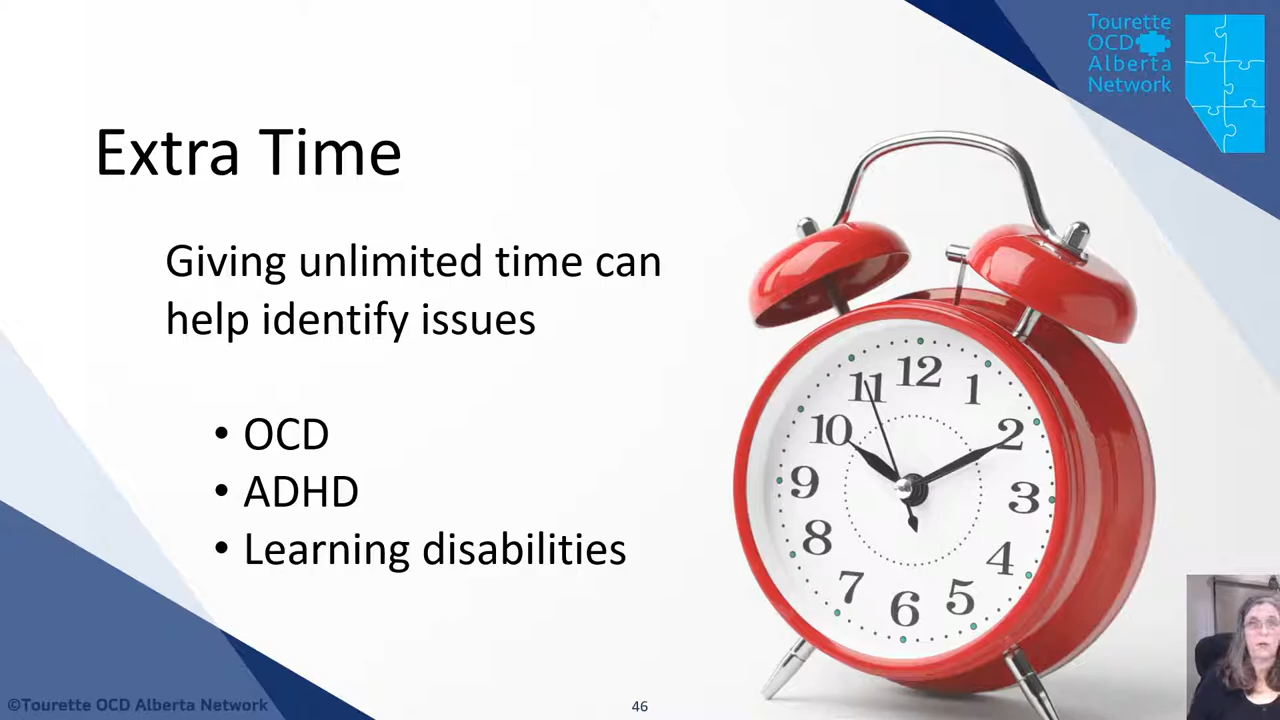 Tourette
OCD
Alberta
Network
Extra Time
Giving unlimited time can
help identify issues
• OCD
• ADHD
• Learning disabilities
12
1
2
3
4
5
6
7
8
9
10
11
©Tourette OCD Alberta Network
46